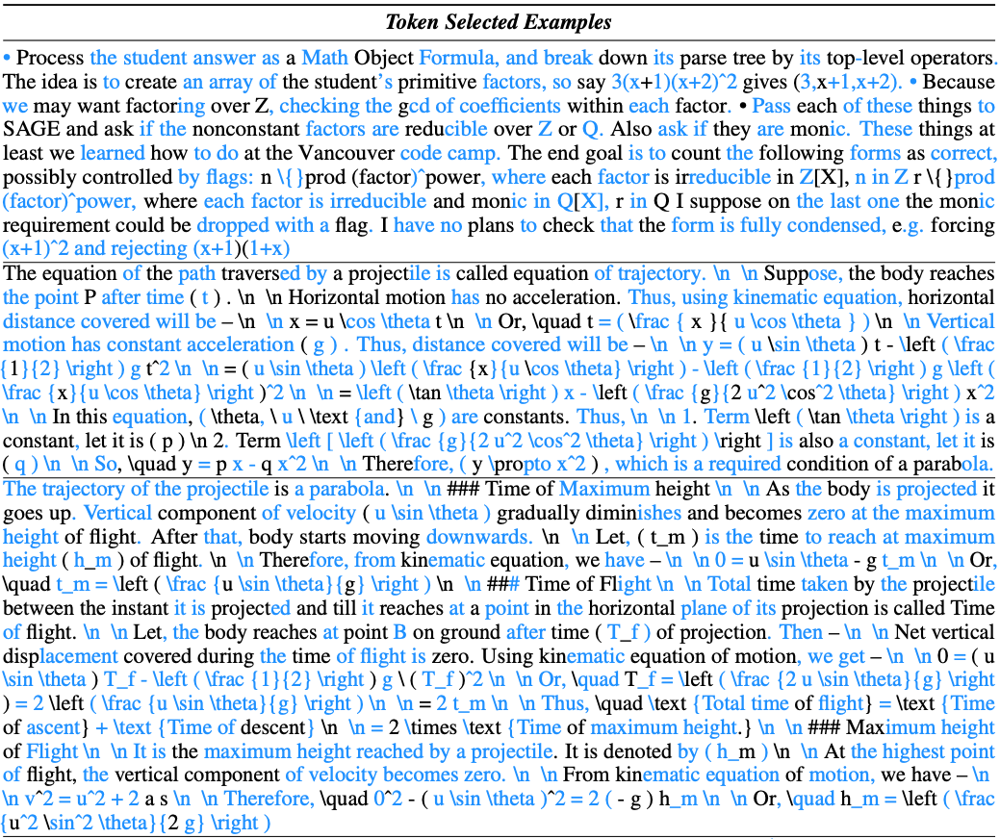 Token Selected Examples
• Process the student answer as a Math Object Formula, and break down its parse tree by its top-level operators.
The idea is to create an array of the student's primitive factors, so say 3(x+1)(x+2)^2 gives (3,x+1,x+2). • Because
we may want factoring over Z, checking the gcd of coefficients within each factor. • Pass each of these things to
SAGE and ask if the nonconstant factors are reducible over Z or Q. Also ask if they are monic. These things at
least we learned how to do at the Vancouver code camp. The end goal is to count the following forms as correct,
possibly controlled by flags: n \{}prod (factor)^power, where each factor is irreducible in Z[X], n in Z r \{}prod
(factor)^power, where each factor is irreducible and monic in Q[X], r in Q I suppose on the last one the monic
requirement could be dropped with a flag. I have no plans to check that the form is fully condensed, e.g. forcing
(x+1)^2 and rejecting (x+1)(1+x)
The equation of the path traversed by a projectile is called equation of trajectory. \n \n Suppose, the body reaches
the point P after time ( t ) . \n \n Horizontal motion has no acceleration. Thus, using kinematic equation, horizontal
distance covered will be – \n \n x = u \cos \theta t \n \n Or, \quad t = ( \frac { x }{ u \cos \theta } ) \n \n Vertical
motion has constant acceleration ( g ) . Thus, distance covered will be – \n \n y = ( u \sin \theta ) t - \left ( \frac
{1}{2} \right ) g t^2 \n \n = ( u \sin \theta ) \left ( \frac {x}{u \cos \theta} \right ) - \left ( \frac {1}{2} \right ) g \left (
\frac {x}{u \cos \theta} \right )^2 \n \n = \left ( \tan \theta \right ) x - \left ( \frac {g}{2 u^2 \cos^2 \theta} \right ) x^2
\n \n In this equation, ( \theta, \ u \ \text {and} \ g ) are constants. Thus, \n \n 1. Term \left ( \tan \theta \right ) is a
constant, let it is ( p ) \n 2. Term \left [ \left ( \frac {g}{2 u^2 \cos^2 \theta} \right ) \right ] is also a constant, let it is
( q ) \n \n So, \quad y = p x - q x^2 \n \n Therefore, ( y \propto x^2 ) , which is a required condition of a parabola.
The trajectory of the projectile is a parabola. \n \n ### Time of Maximum height \n \n As the body is projected it
goes up. Vertical component of velocity ( u \sin \theta ) gradually diminishes and becomes zero at the maximum
height of flight. After that, body starts moving downwards. \n \n Let, ( t_m ) is the time to reach at maximum
height ( h_m ) of flight. \n \n Therefore, from kinematic equation, we have – \n \n 0 = u \sin \theta - g t_m \n \n Or,
\quad t_m = \left ( \frac {u \sin \theta}{g} \right ) \n \n ### Time of Flight \n \n Total time taken by the projectile
between the instant it is projected and till it reaches at a point in the horizontal plane of its projection is called Time
of flight. \n \n Let, the body reaches at point B on ground after time ( T_f ) of projection. Then – \n \n Net vertical
displacement covered during the time of flight is zero. Using kinematic equation of motion, we get – \n \n 0 = ( u
\sin \theta ) T_f - \left ( \frac {1}{2} \right ) g \ ( T_f )^2 \n \n Or, \quad T_f = \left ( \frac {2 u \sin \theta}{g} \right
) = 2 \left ( \frac {u \sin \theta}{g} \right ) \n \n = 2 t_m \n \n Thus, \quad \text {Total time of flight} = \text {Time
of ascent} + \text {Time of descent} \n \n = 2 \times \text {Time of maximum height.} \n \n ### Maximum height
of Flight \n \n It is the maximum height reached by a projectile. It is denoted by ( h_m ) \n \n At the highest point
of flight, the vertical component of velocity becomes zero. \n \n From kinematic equation of motion, we have – \n
\n v^2 = u^2 + 2 a s \n \n Therefore, \quad 0^2 - ( u \sin \theta )^2 = 2 ( - g ) h_m \n \n Or, \quad h_m = \left ( \frac
{u^2 \sin^2 \theta}{2 g} \right )